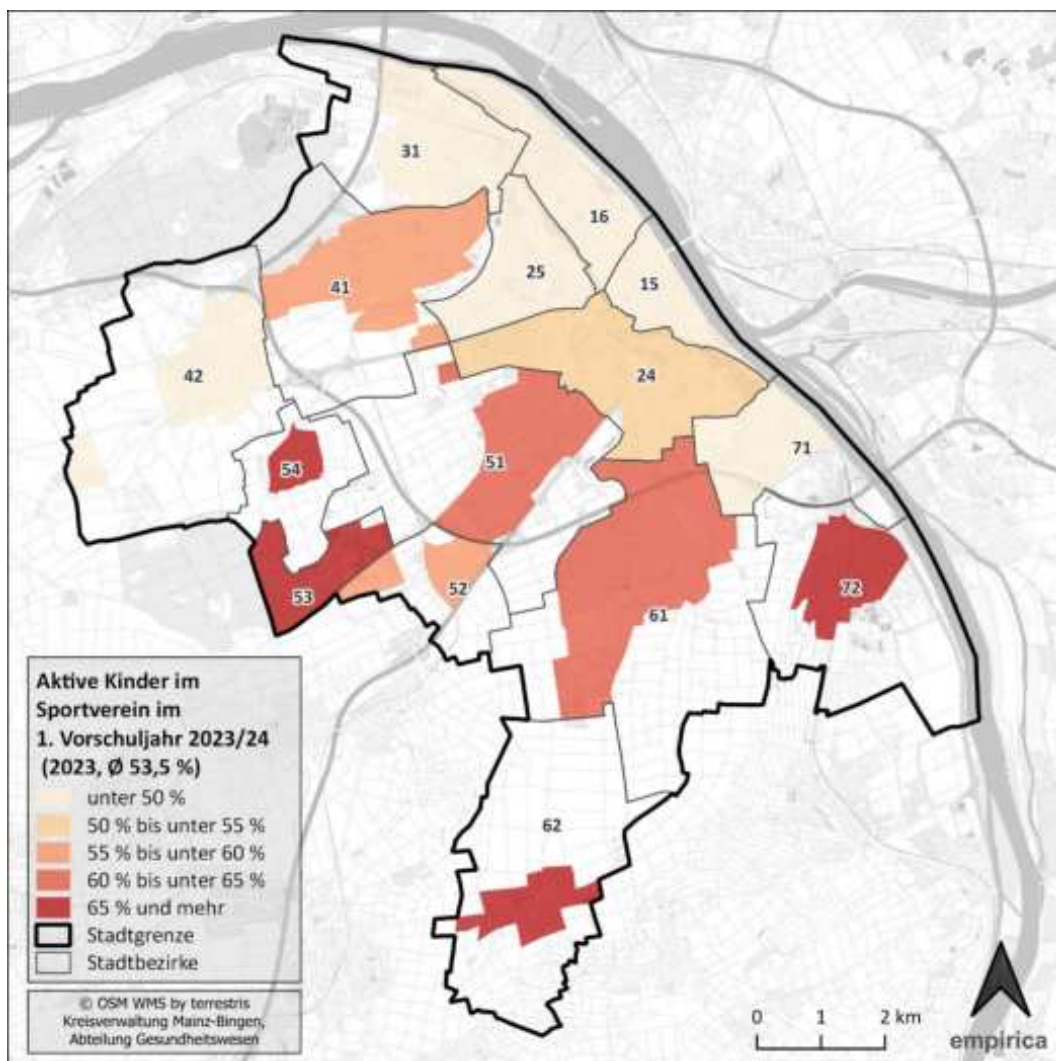 31
16
25
15
41
42
24
71
51
54
53
52
61
72
62
Aktive Kinder im
Sportverein im
1. Vorschuljahr 2023/24
(2023, Ø 53,5 %)
unter 50 %
50 % bis unter 55 %
55 % bis unter 60 %
60 % bis unter 65 %
65 % und mehr
Stadtgrenze
Stadtbezirke
© OSM WMS by terrestris
Kreisverwaltung Mainz-Bingen,
Abteilung Gesundheitswesen
0 1 2 km
empirica